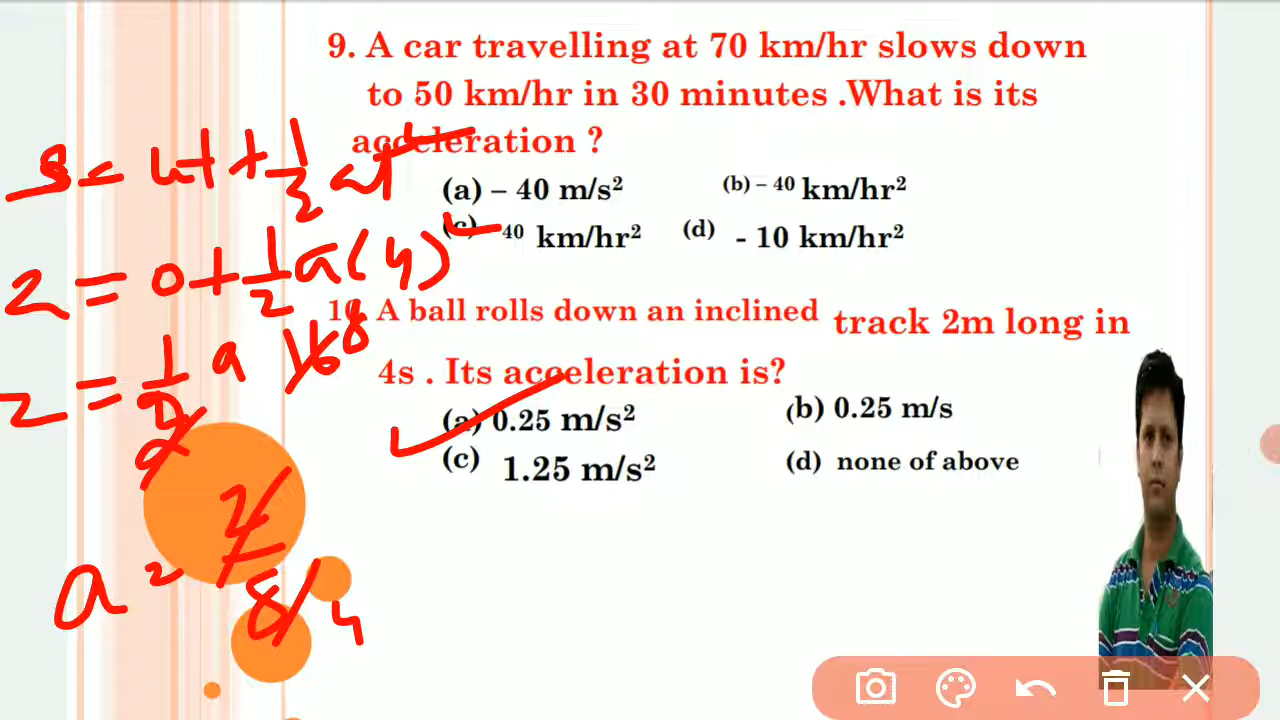 9. A car travelling at 70 km/hr slows down
to 50 km/hr in 30 minutes .What is its
acceleration ?
(a) – 40 m/s² (b) – 40 km/hr²
(c) 40 km/hr² (d) - 10 km/hr²
10. A ball rolls down an inclined track 2m long in
4s . Its acceleration is?
(a) 0.25 m/s² (b) 0.25 m/s
(c) 1.25 m/s² (d) none of above
s = ut + 1/2 at²
2 = 0 + 1/2 a(4)²
2 = 1/2 a 16 8
a = 2/8 4